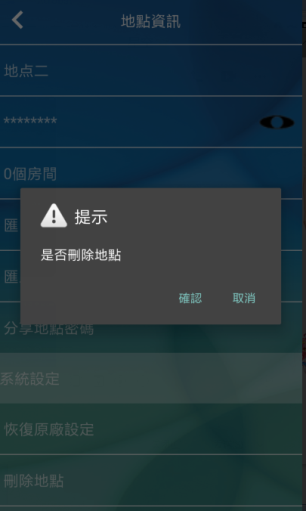 地點資訊
地点二
********
0個房間
匯
提示
是否刪除地點
匯
確認 取消
分享地點密碼
系統設定
恢復原廠設定
刪除地點